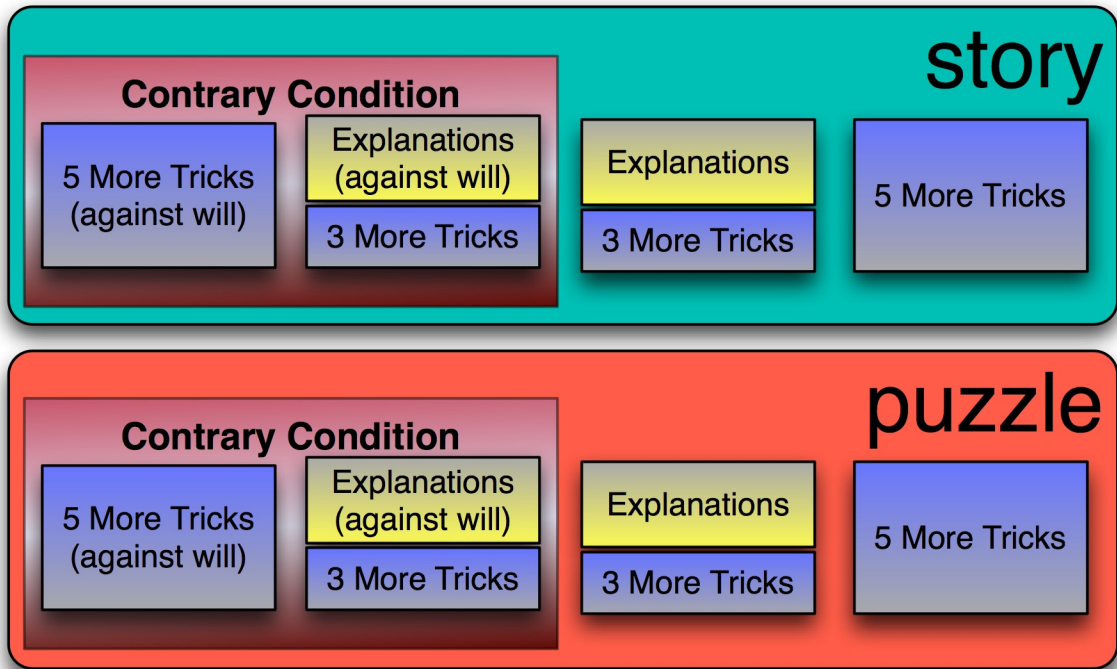 story
Contrary Condition
5 More Tricks
(against will)
Explanations
(against will)
3 More Tricks
Explanations
3 More Tricks
5 More Tricks
puzzle
Contrary Condition
5 More Tricks
(against will)
Explanations
(against will)
3 More Tricks
Explanations
3 More Tricks
5 More Tricks